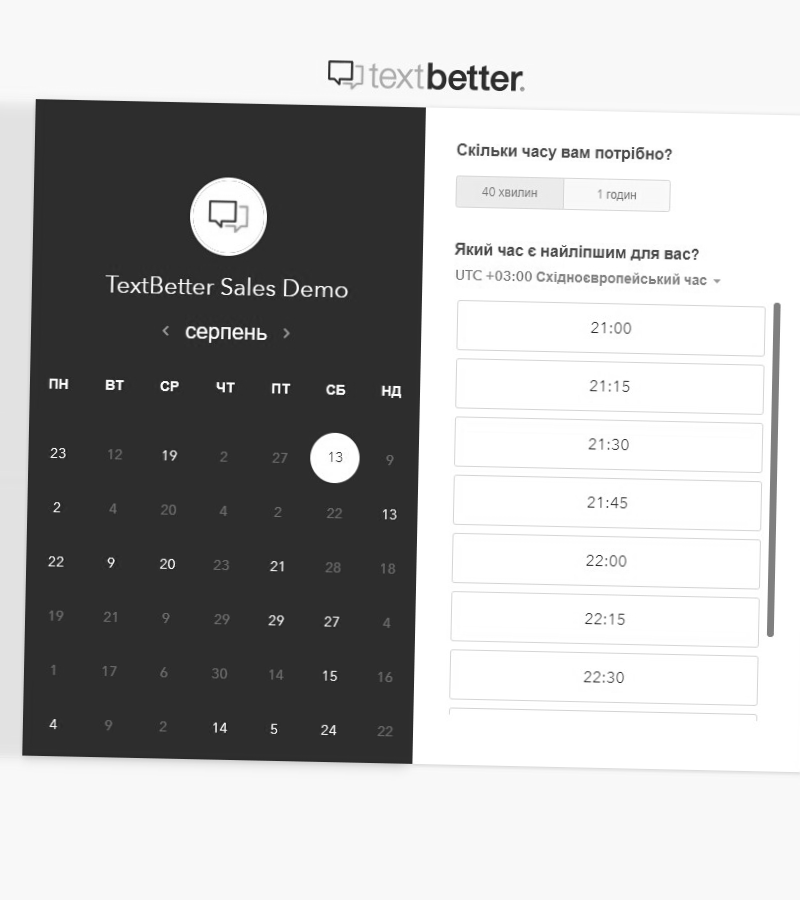 textbetter.
TextBetter Sales Demo
серпень
ПН ВТ СР ЧТ ПТ СБ НД
23 12 19 2 27 13 9
2 4 20 4 2 22 13
22 9 20 23 21 28 18
19 21 9 29 29 27 4
1 17 6 30 14 15 16
4 9 2 14 5 24 22
Скільки часу вам потрібно?
40 хвилин 1 годин
Який час є найліпшим для вас?
UTC +03:00 Східноєвропейський час
21:00
21:15
21:30
21:45
22:00
22:15
22:30